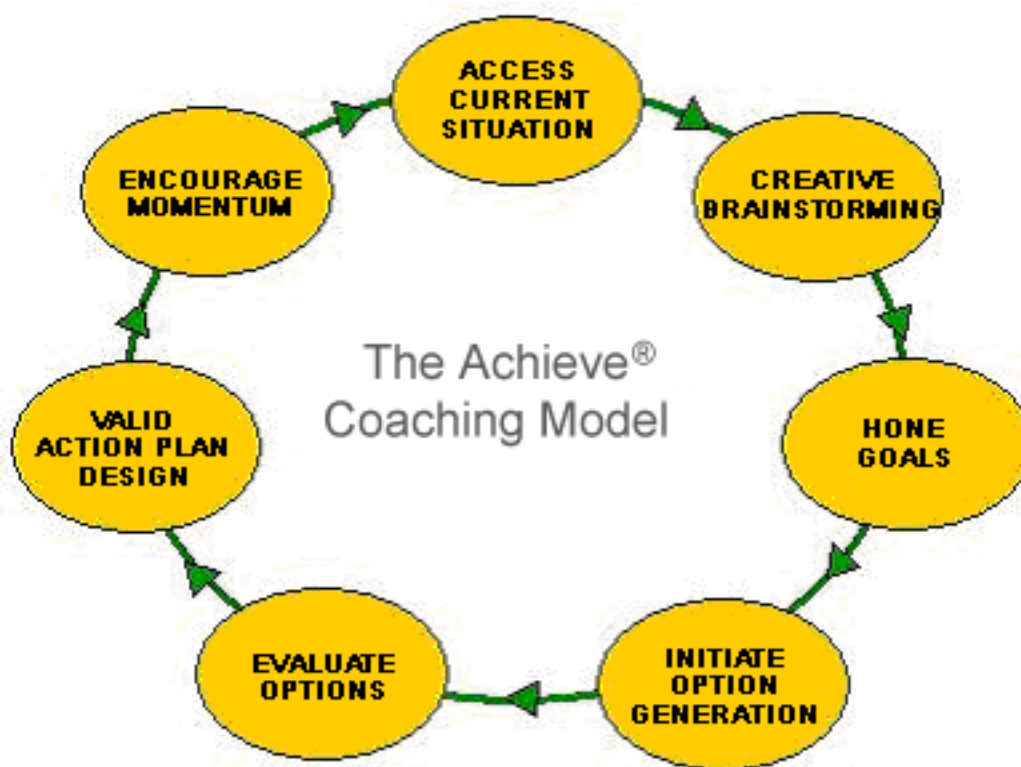 ACCESS
CURRENT
SITUATION
CREATIVE
BRAINSTORMING
HONE
GOALS
INITIATE
OPTION
GENERATION
EVALUATE
OPTIONS
VALID
ACTION PLAN
DESIGN
ENCOURAGE
MOMENTUM
The Achieve®
Coaching Model